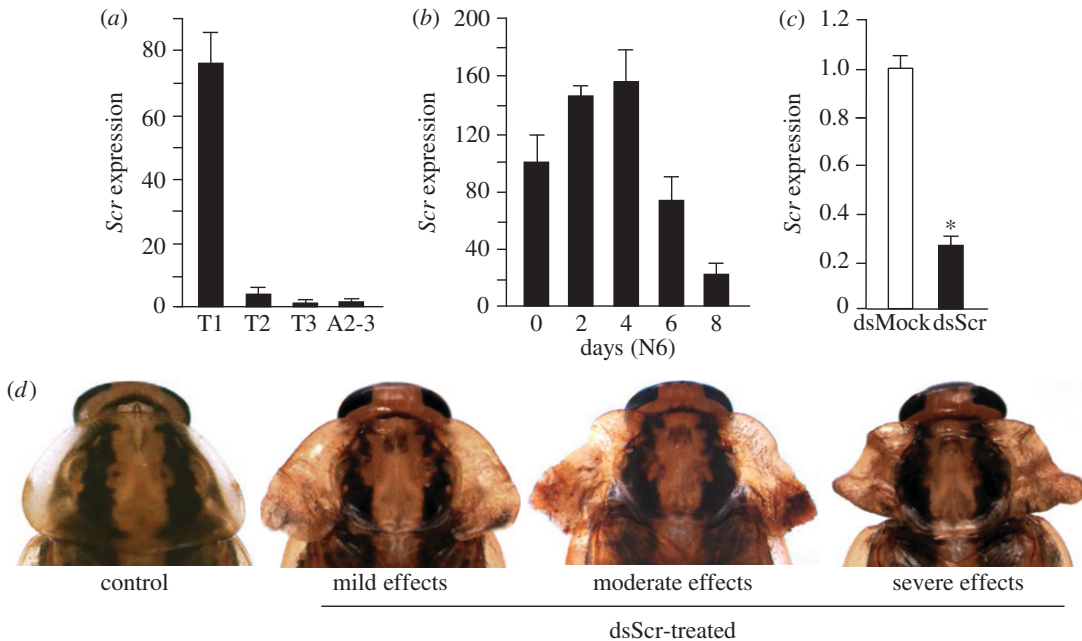 (a)
Scr expression
80
60
40
20
0
T1 T2 T3 A2-3
(b)
Scr expression
200
160
120
80
40
0
0 2 4 6 8
days (N6)
(c)
Scr expression
1.2
1.0
0.8
0.6
0.4
0.2
0
*
dsMock dsScr
(d)
control mild effects moderate effects severe effects
dsScr-treated